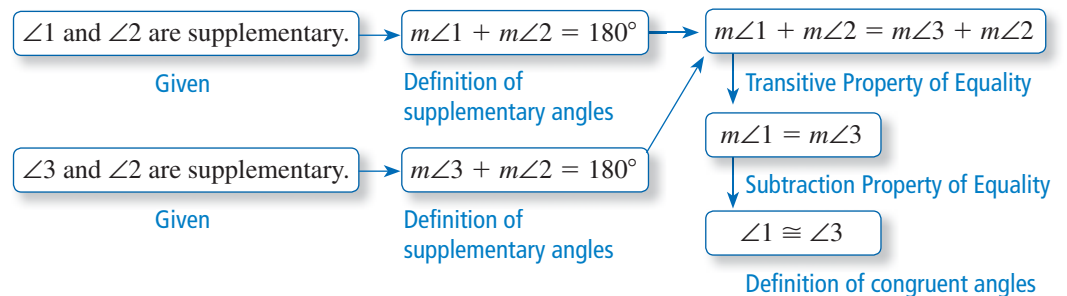 ∠1 and ∠2 are supplementary.
Given
m∠1 + m∠2 = 180°
Definition of
supplementary angles
m∠1 + m∠2 = m∠3 + m∠2
Transitive Property of Equality
∠3 and ∠2 are supplementary.
Given
m∠3 + m∠2 = 180°
Definition of
supplementary angles
m∠1 = m∠3
Subtraction Property of Equality
∠1 ≅ ∠3
Definition of congruent angles